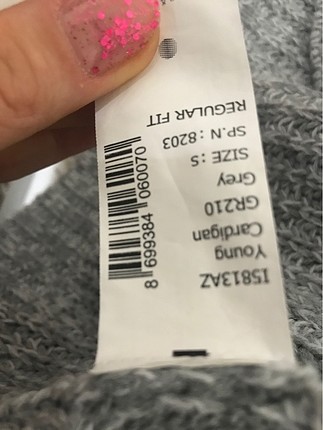 I5813AZ
Young
Cardigan
GR210
Grey
SIZE : S
SP.N : 8203
REGULAR FIT
8 699384 060070